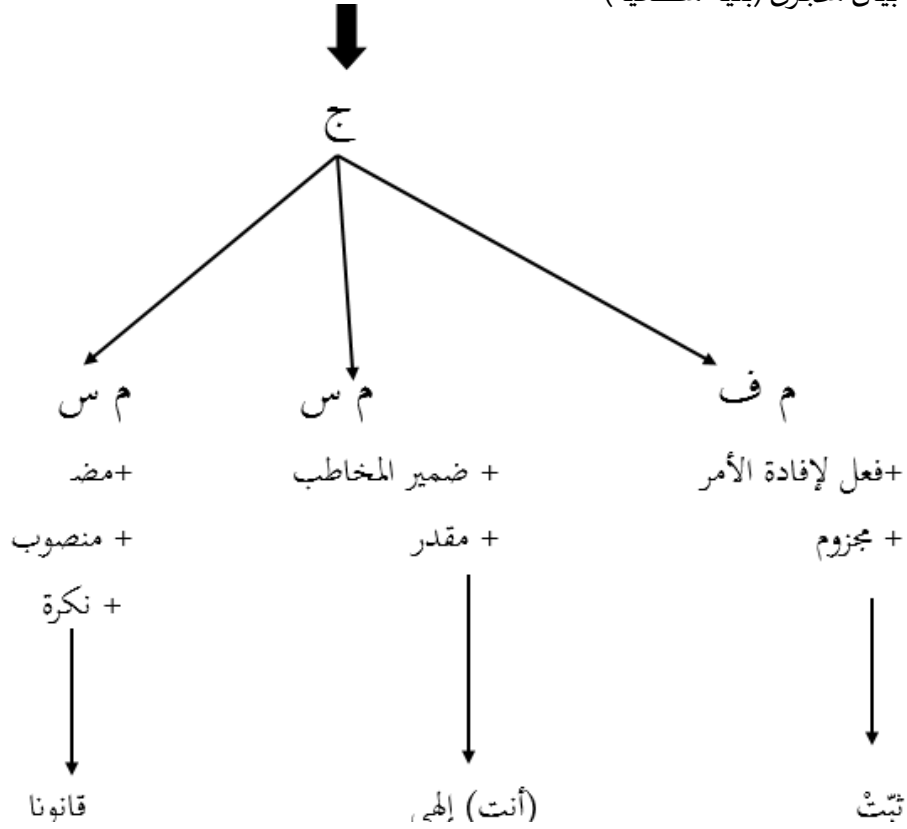 ج
م ف م س م س
+فعل لإفادة الأمر + ضمير المخاطب +مضـ
+ مجزوم + مقدر + منصوب
+ نكرة
ثبّتْ (أنت) إلهي قانونا